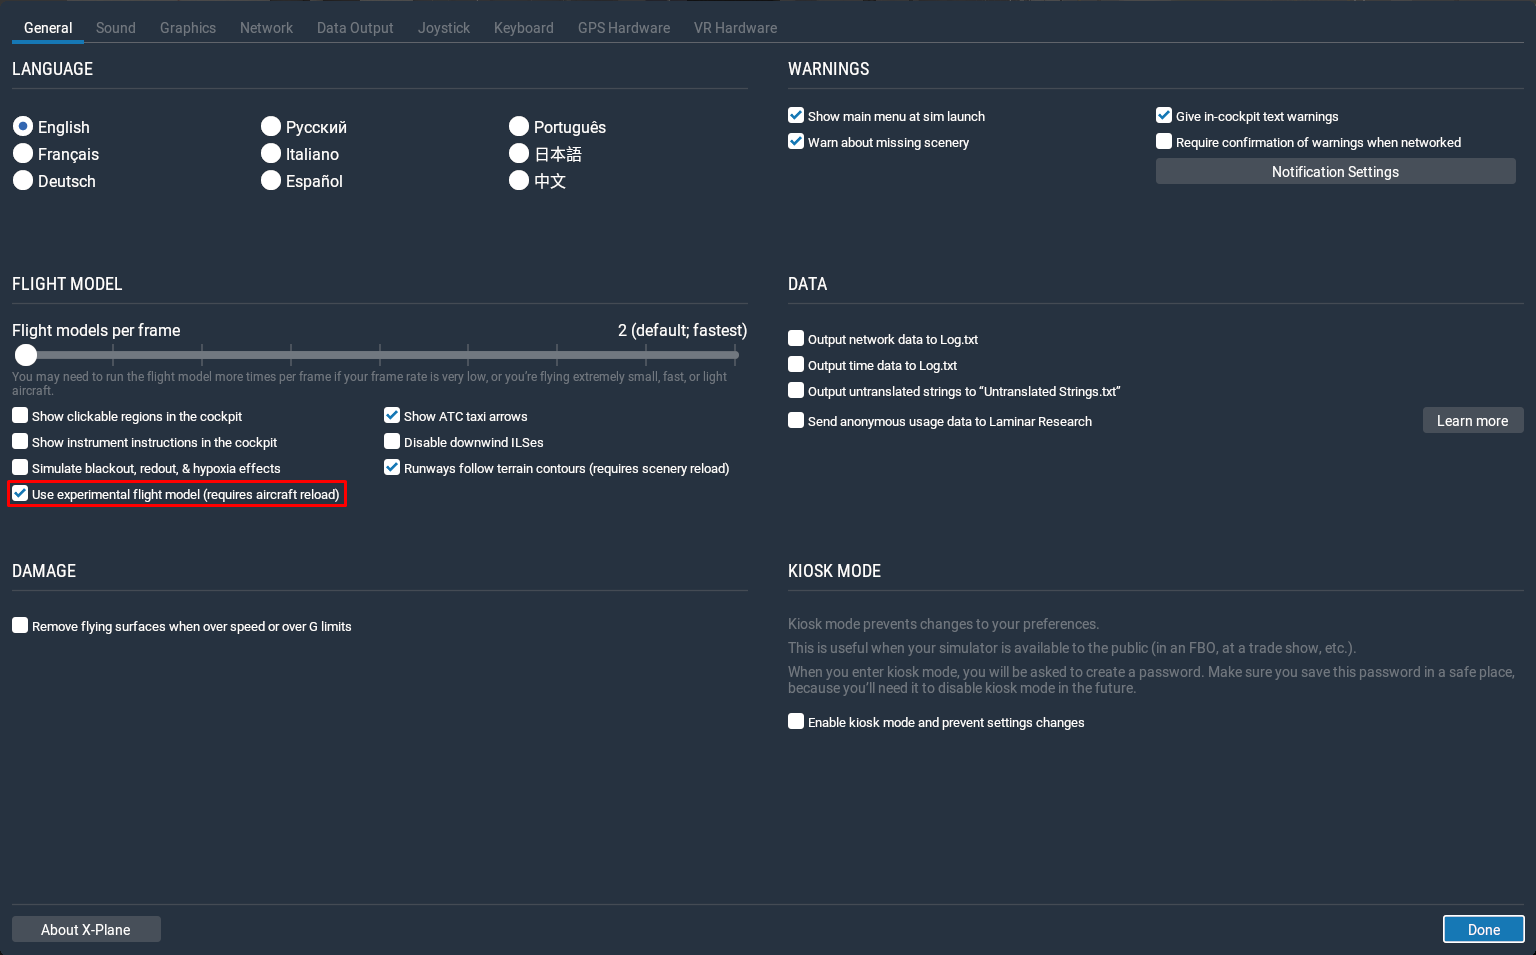 General Sound Graphics Network Data Output Joystick Keyboard GPS Hardware VR Hardware
LANGUAGE
English Русский Português
Français Italiano 日本語
Deutsch Español 中文
WARNINGS
Show main menu at sim launch Give in-cockpit text warnings
Warn about missing scenery Require confirmation of warnings when networked
Notification Settings
FLIGHT MODEL
Flight models per frame 2 (default; fastest)
You may need to run the flight model more times per frame if your frame rate is very low, or you’re flying extremely small, fast, or light
aircraft.
Show clickable regions in the cockpit Show ATC taxi arrows
Show instrument instructions in the cockpit Disable downwind ILSes
Simulate blackout, redout, & hypoxia effects Runways follow terrain contours (requires scenery reload)
Use experimental flight model (requires aircraft reload)
DATA
Output network data to Log.txt
Output time data to Log.txt
Output untranslated strings to “Untranslated Strings.txt”
Send anonymous usage data to Laminar Research Learn more
DAMAGE
Remove flying surfaces when over speed or over G limits
KIOSK MODE
Kiosk mode prevents changes to your preferences.
This is useful when your simulator is available to the public (in an FBO, at a trade show, etc.).
When you enter kiosk mode, you will be asked to create a password. Make sure you save this password in a safe place,
because you’ll need it to disable kiosk mode in the future.
Enable kiosk mode and prevent settings changes
About X-Plane Done